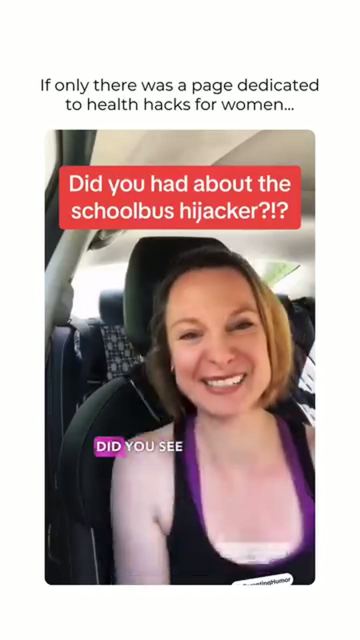 If only there was a page dedicated
to health hacks for women...
Did you had about the
schoolbus hijacker?!?
DID YOU SEE